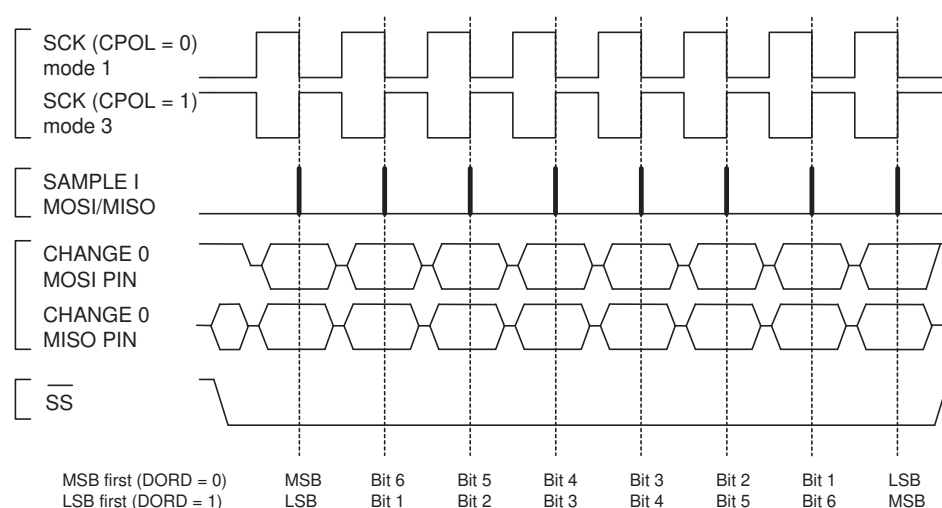 SCK (CPOL = 0)
mode 1
SCK (CPOL = 1)
mode 3
SAMPLE I
MOSI/MISO
CHANGE 0
MOSI PIN
CHANGE 0
MISO PIN
SS
MSB first (DORD = 0) MSB Bit 6 Bit 5 Bit 4 Bit 3 Bit 2 Bit 1 LSB
LSB first (DORD = 1) LSB Bit 1 Bit 2 Bit 3 Bit 4 Bit 5 Bit 6 MSB